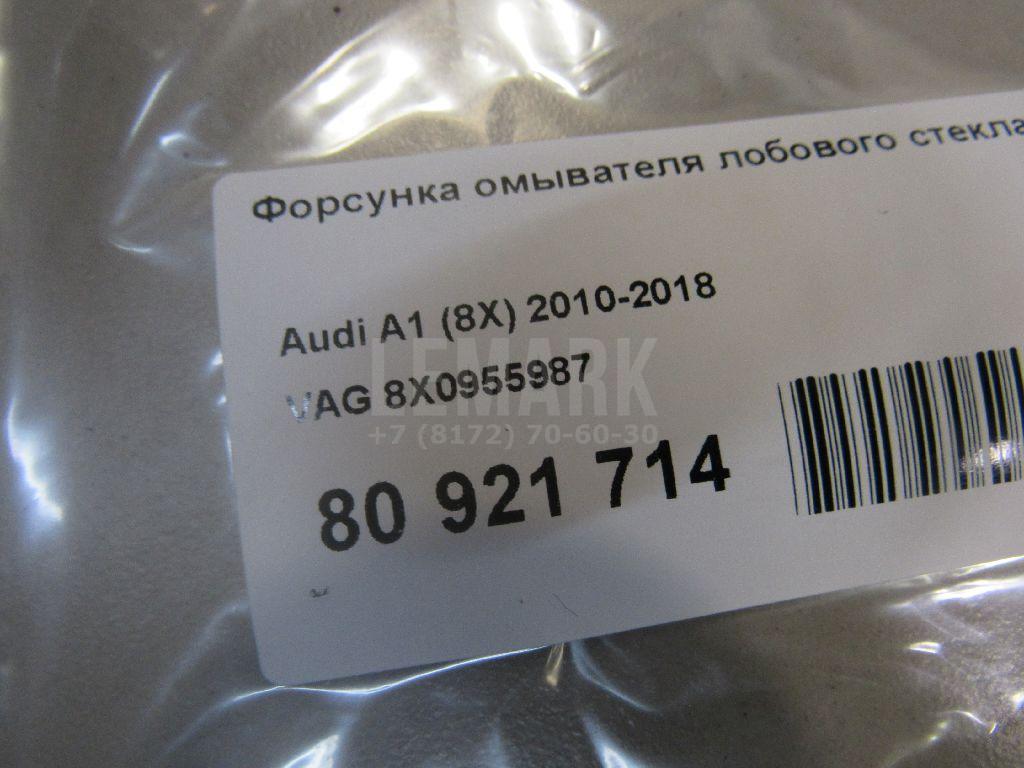 Форсунка омывателя лобового стекла
Audi A1 (8X) 2010-2018
VAG 8X0955987
LEMARK
+7 (8172) 70-60-30
80 921 714